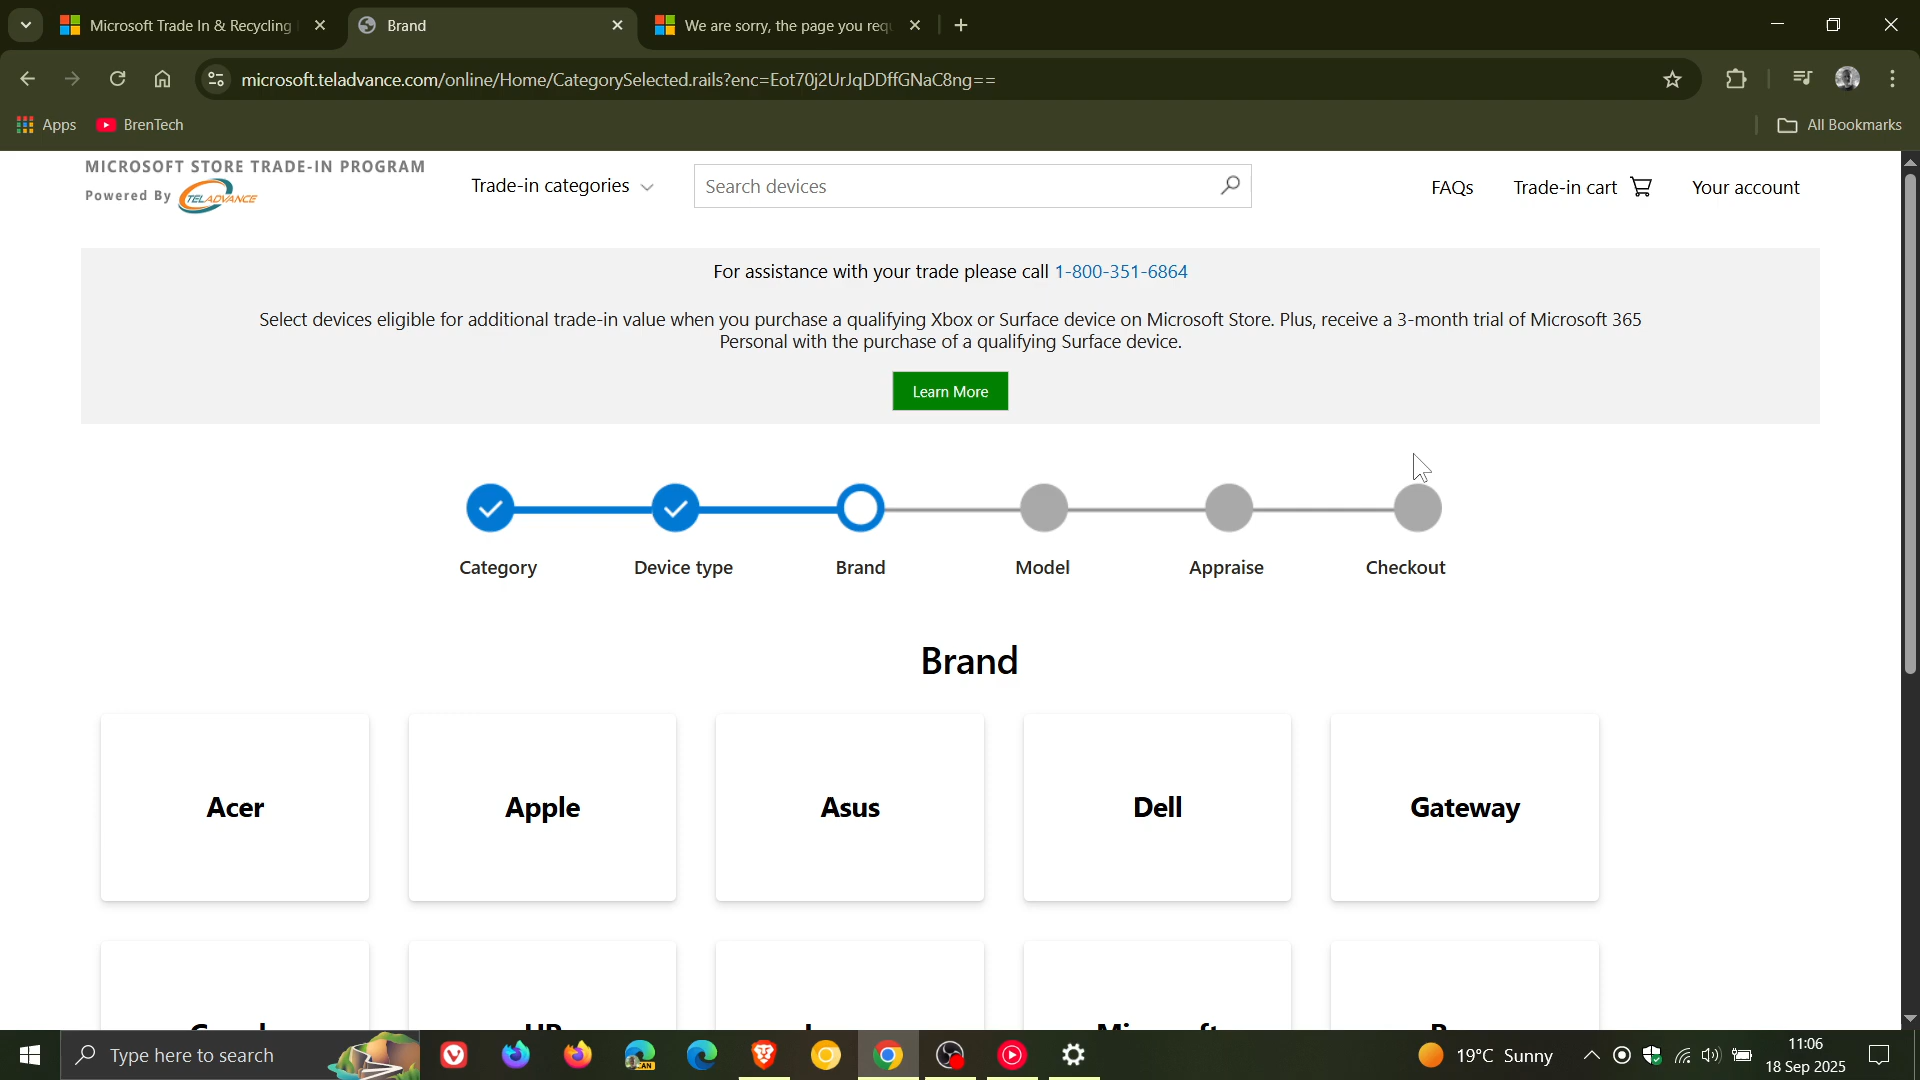 Microsoft Trade In & Recycling
Brand
We are sorry, the page you requ
microsoft.teladvance.com/online/Home/CategorySelected.rails?enc=Eot70j2UrJqDDffGNaC8ng==
Apps
BrenTech
All Bookmarks
MICROSOFT STORE TRADE-IN PROGRAM
Powered By TELADVANCE
Trade-in categories
Search devices
FAQs
Trade-in cart
Your account
For assistance with your trade please call 1-800-351-6864
Select devices eligible for additional trade-in value when you purchase a qualifying Xbox or Surface device on Microsoft Store. Plus, receive a 3-month trial of Microsoft 365
Personal with the purchase of a qualifying Surface device.
Learn More
Category
Device type
Brand
Model
Appraise
Checkout
Brand
Acer
Apple
Asus
Dell
Gateway
HP
Microsoft
Type here to search
CAN
19°C Sunny
11:06
18 Sep 2025